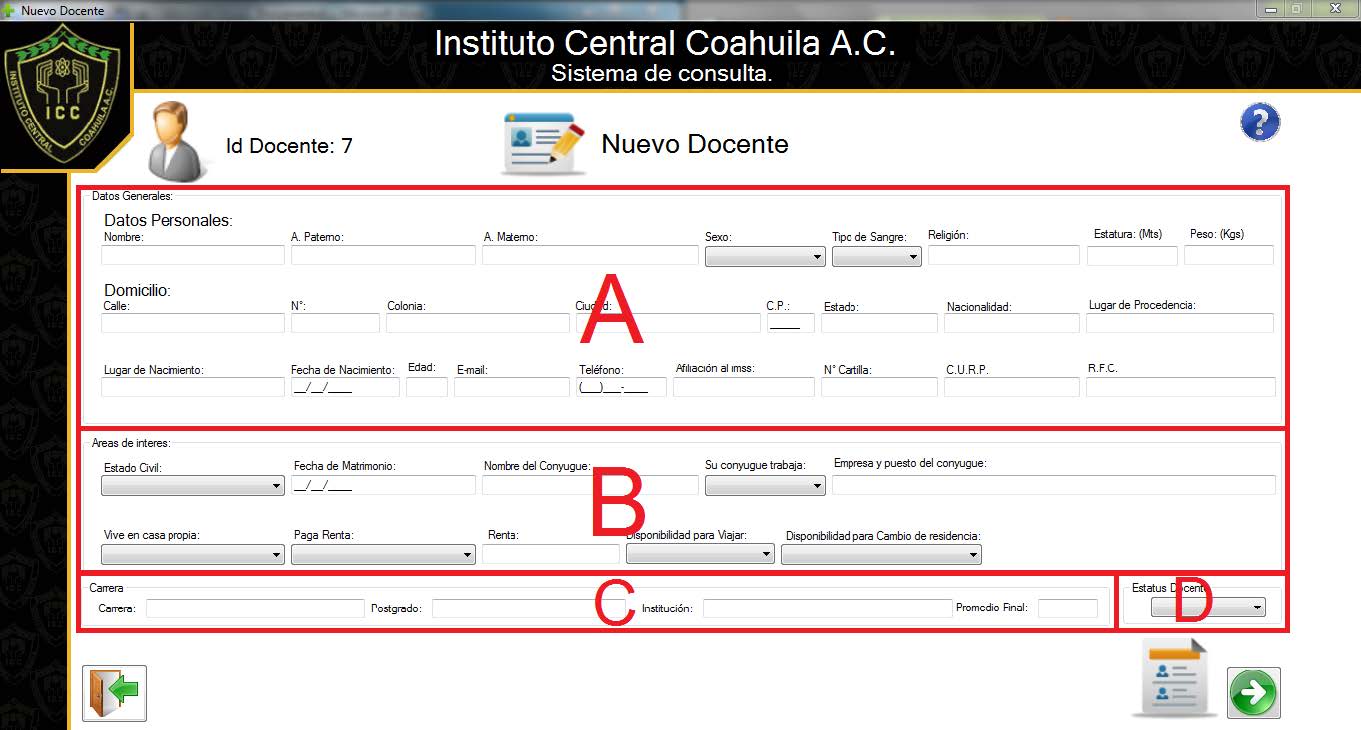 Nuevo Docente
Instituto Central Coahuila A.C.
Sistema de consulta.
INSTITUTO CENTRAL COAHUILA A.C.
ICC
Id Docente: 7
Nuevo Docente
?
Datos Generales:
Datos Personales:
Nombre: A. Paterno: A. Materno: Sexo: Tipo de Sangre: Religión: Estatura: (Mts) Peso: (Kgs)
A
Domicilio:
Calle: N°: Colonia: Ciudad: C.P.: Estado: Nacionalidad: Lugar de Procedencia:
_____
Lugar de Nacimiento: Fecha de Nacimiento: Edad: E-mail: Teléfono: Afiliación al imss: N° Cartilla: C.U.R.P. R.F.C.
__/__/____ (___)___-____
Areas de interes:
Estado Civil: Fecha de Matrimonio: Nombre del Conyugue: Su conyugue trabaja: Empresa y puesto del conyugue:
__/__/____
B
Vive en casa propia: Paga Renta: Renta: Disponibilidad para Viajar: Disponibilidad para Cambio de residencia:
Carrera
Carrera: Postgrado: Institución: Promedio Final:
C
Estatus Docente
D